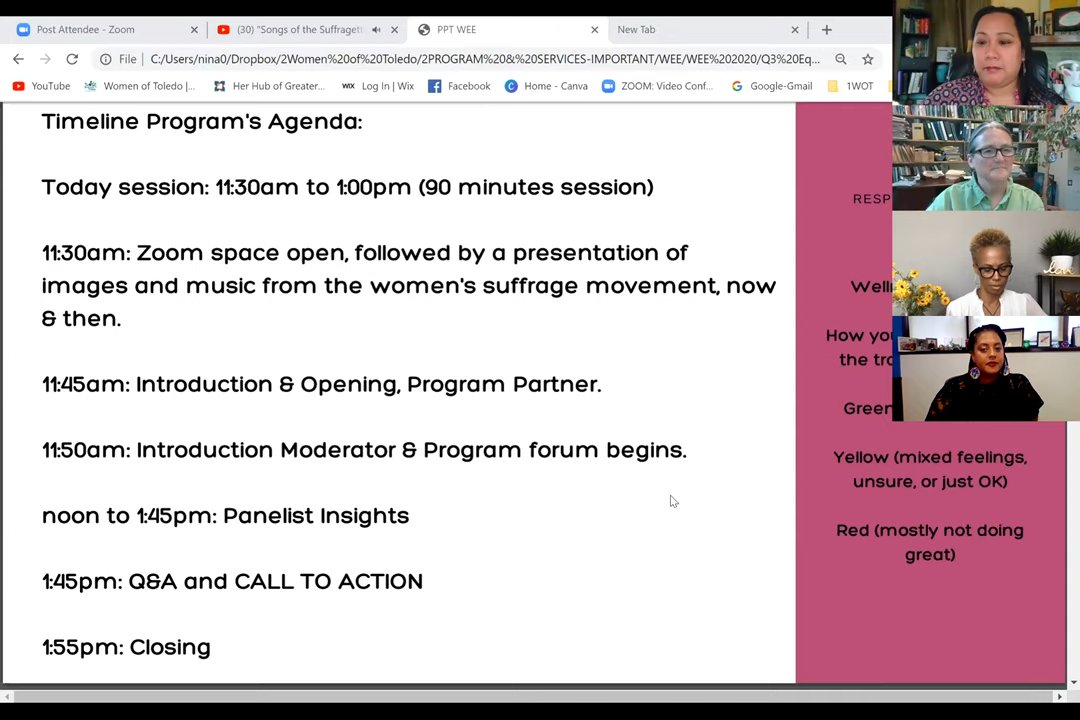 Post Attendee - Zoom
(30) "Songs of the Suffragett
PPT WEE
New Tab
File
C:/Users/nina0/Dropbox/2Women%20of%20Toledo/2PROGRAM%20&%20SERVICES-IMPORTANT/WEE/WEE%202020/Q3%20Eq...
YouTube
Women of Toledo |...
Her Hub of Greater...
WIX Log In | Wix
Facebook
Home - Canva
ZOOM: Video Conf...
Google-Gmail
1WOT
Timeline Program's Agenda:
Today session: 11:30am to 1:00pm (90 minutes session)
11:30am: Zoom space open, followed by a presentation of
images and music from the women's suffrage movement, now
& then.
11:45am: Introduction & Opening, Program Partner.
11:50am: Introduction Moderator & Program forum begins.
noon to 1:45pm: Panelist Insights
1:45pm: Q&A and CALL TO ACTION
1:55pm: Closing
RESP
Welli
How yo
the tra
Green
Yellow (mixed feelings,
unsure, or just OK)
Red (mostly not doing
great)
love